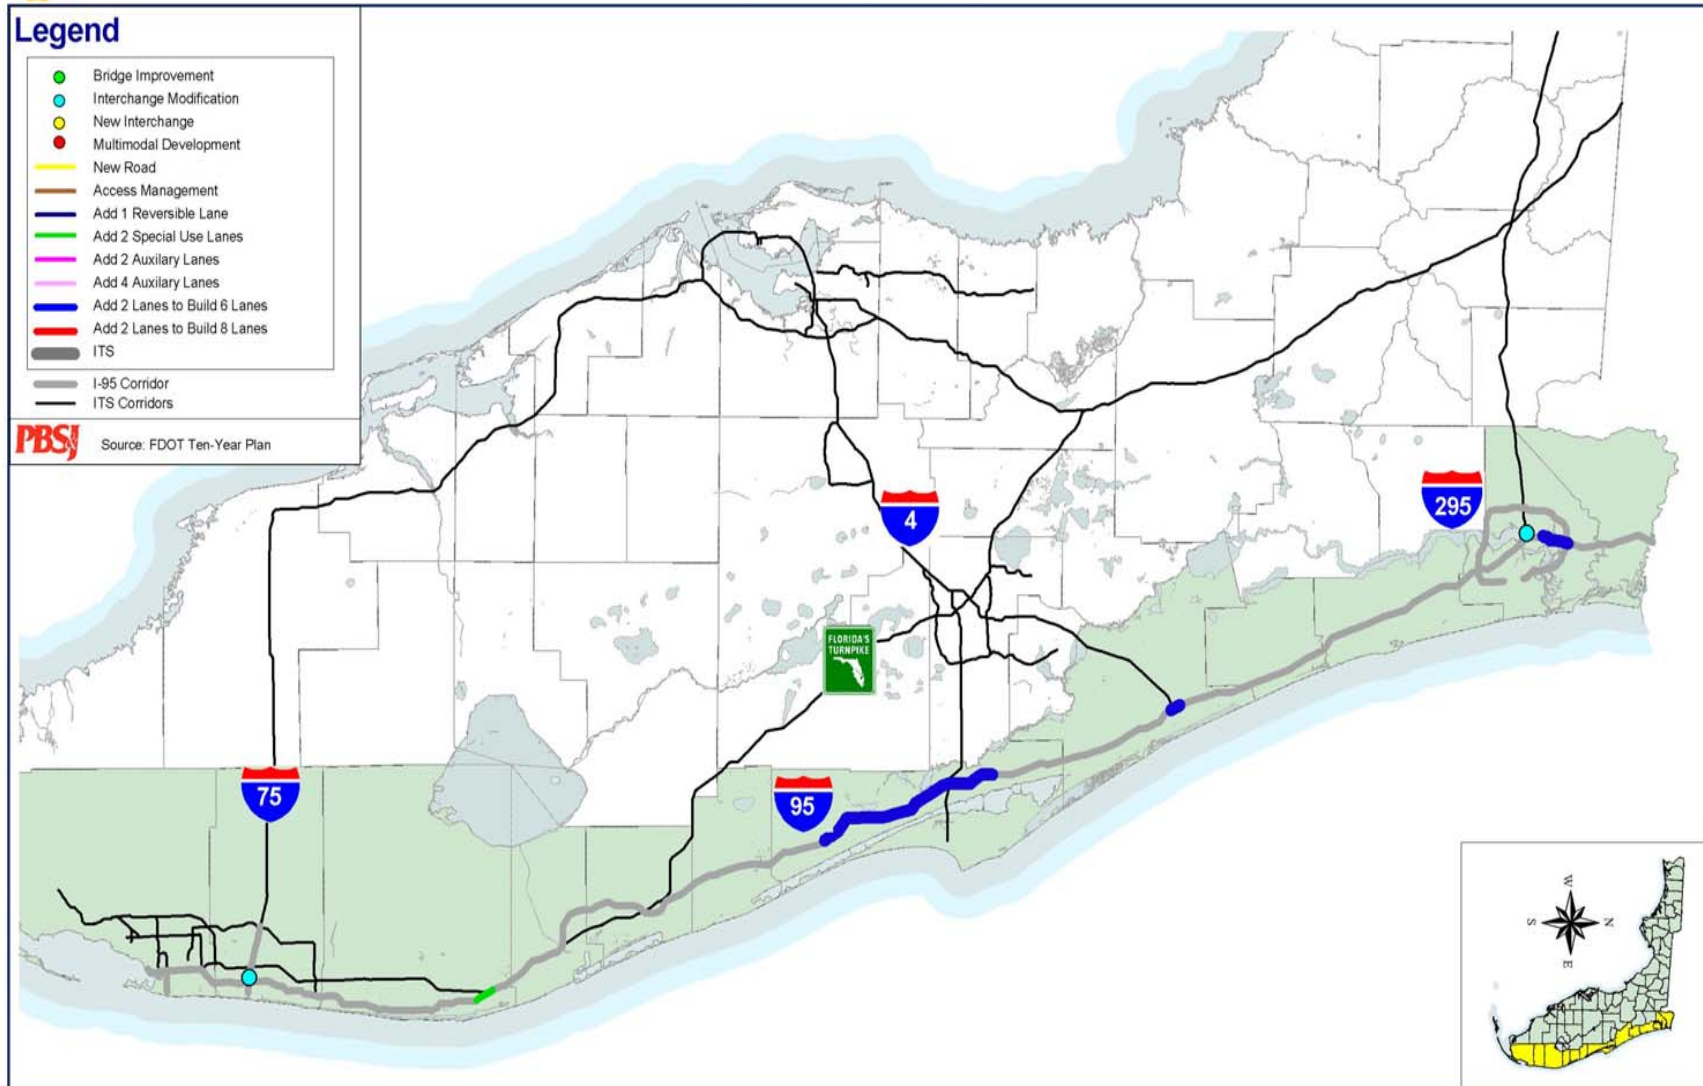 Legend
Bridge Improvement
Interchange Modification
New Interchange
Multimodal Development
New Road
Access Management
Add 1 Reversible Lane
Add 2 Special Use Lanes
Add 2 Auxilary Lanes
Add 4 Auxilary Lanes
Add 2 Lanes to Build 6 Lanes
Add 2 Lanes to Build 8 Lanes
ITS
I-95 Corridor
ITS Corridors
PBSJ
Source: FDOT Ten-Year Plan
295
4
FLORIDA'S
TURNPIKE
75
95
W
S
N
E